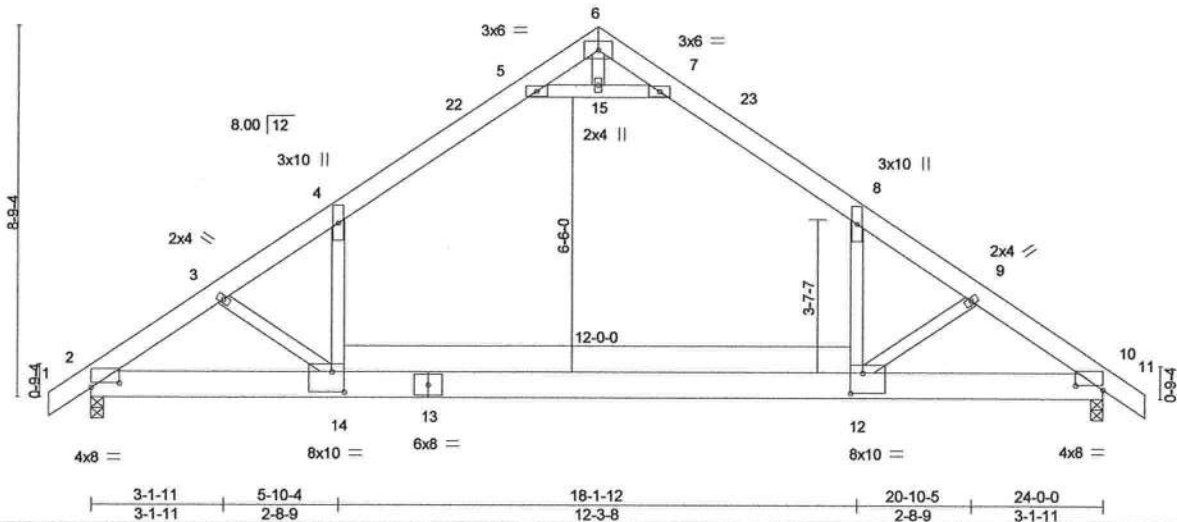 6
3x6 =
3x6 =
5
7
22
23
15
8.00 12
2x4 ||
3x10 ||
3x10 ||
4
8
8-9-4
6-6-0
2x4 \\
2x4 //
3
9
3-7-7
12-0-0
2
10
1
11
0-9-4
0-9-4
14
13
12
4x8 =
8x10 =
6x8 =
8x10 =
4x8 =
3-1-11 5-10-4 18-1-12 20-10-5 24-0-0
3-1-11 2-8-9 12-3-8 2-8-9 3-1-11